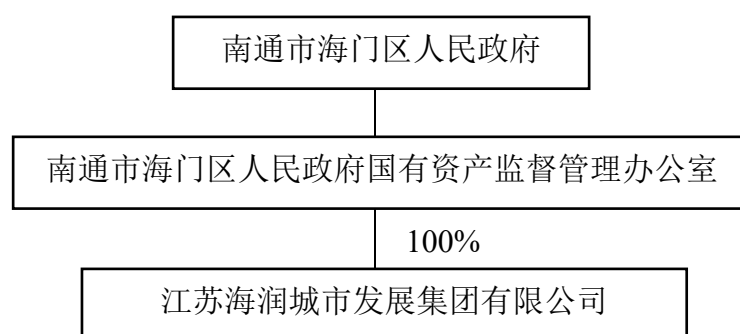 南通市海门区人民政府
南通市海门区人民政府国有资产监督管理办公室
100%
江苏海润城市发展集团有限公司